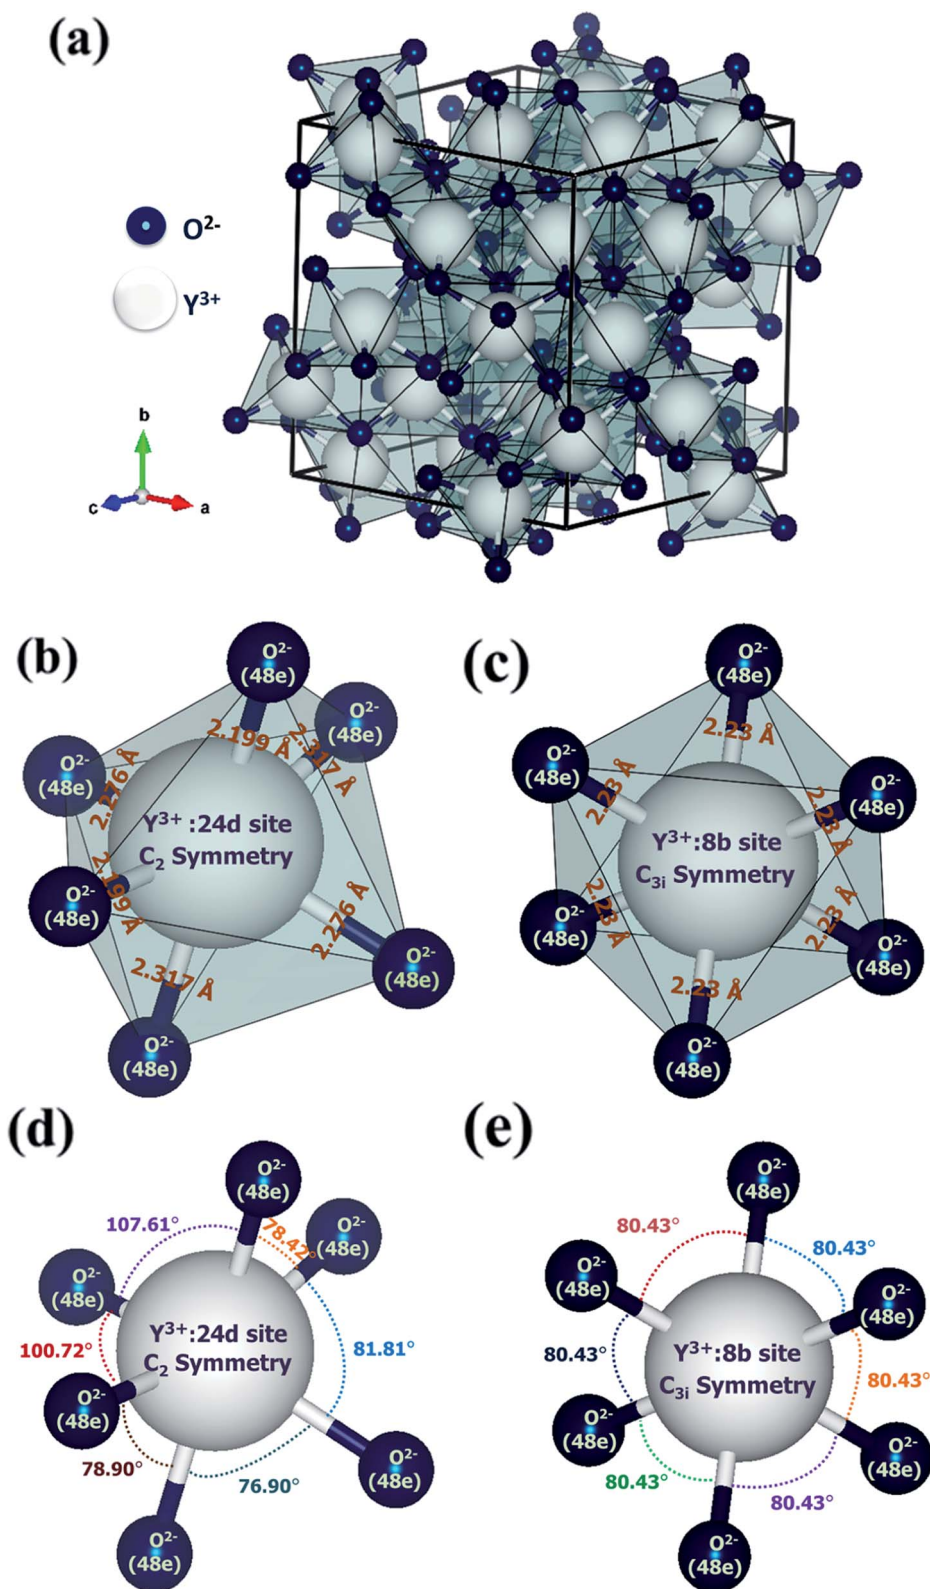 (a)
O²⁻
Y³⁺
b
c
a
(b)
O²⁻
(48e)
O²⁻
(48e)
2.199 Å
2.317 Å
O²⁻
(48e)
2.276 Å
Y³⁺ :24d site
C₂ Symmetry
O²⁻
(48e)
2.199 Å
2.276 Å
O²⁻
(48e)
2.317 Å
O²⁻
(48e)
(c)
O²⁻
(48e)
2.23 Å
O²⁻
(48e)
2.23 Å
O²⁻
(48e)
2.23 Å
Y³⁺:8b site
C₃ᵢ Symmetry
O²⁻
(48e)
2.23 Å
2.23 Å
O²⁻
(48e)
2.23 Å
O²⁻
(48e)
(d)
O²⁻
(48e)
107.61°
78.42°
O²⁻
(48e)
O²⁻
(48e)
100.72°
Y³⁺:24d site
C₂ Symmetry
81.81°
O²⁻
(48e)
O²⁻
(48e)
78.90°
76.90°
O²⁻
(48e)
(e)
O²⁻
(48e)
80.43°
80.43°
O²⁻
(48e)
O²⁻
(48e)
80.43°
Y³⁺:8b site
C₃ᵢ Symmetry
80.43°
O²⁻
(48e)
O²⁻
(48e)
80.43°
80.43°
O²⁻
(48e)